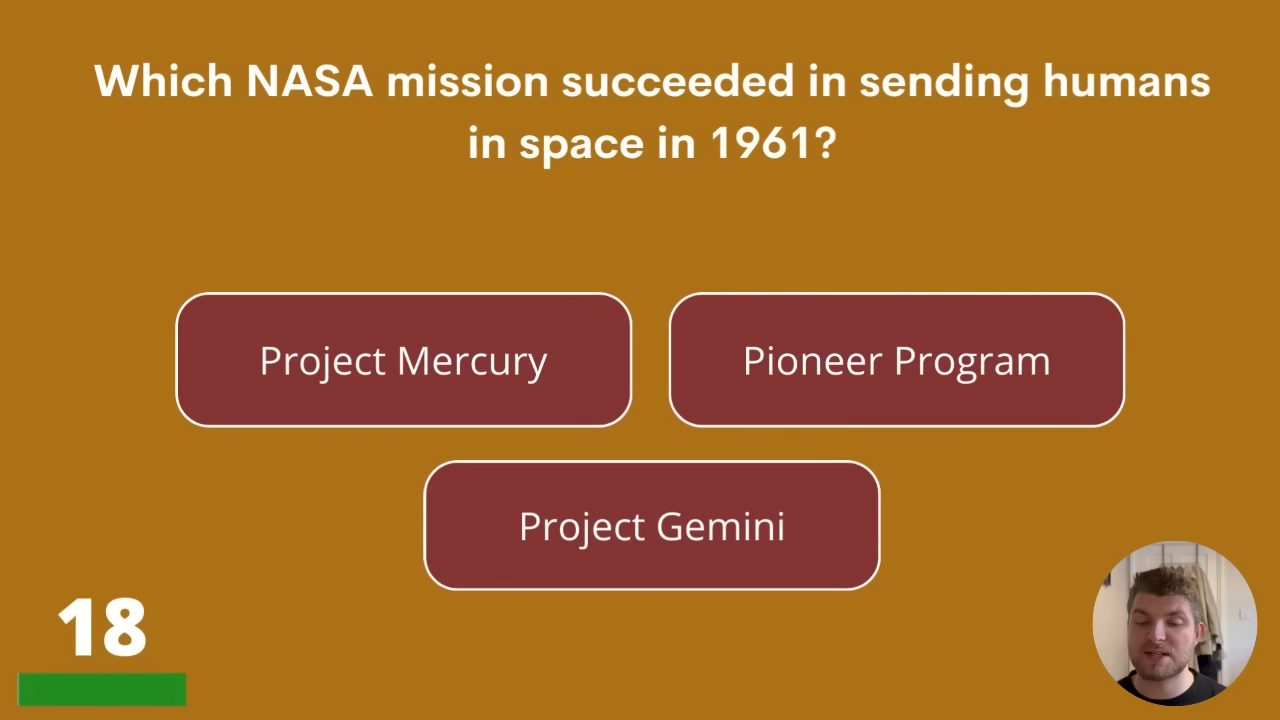 Which NASA mission succeeded in sending humans
in space in 1961?
Project Mercury
Pioneer Program
Project Gemini
18